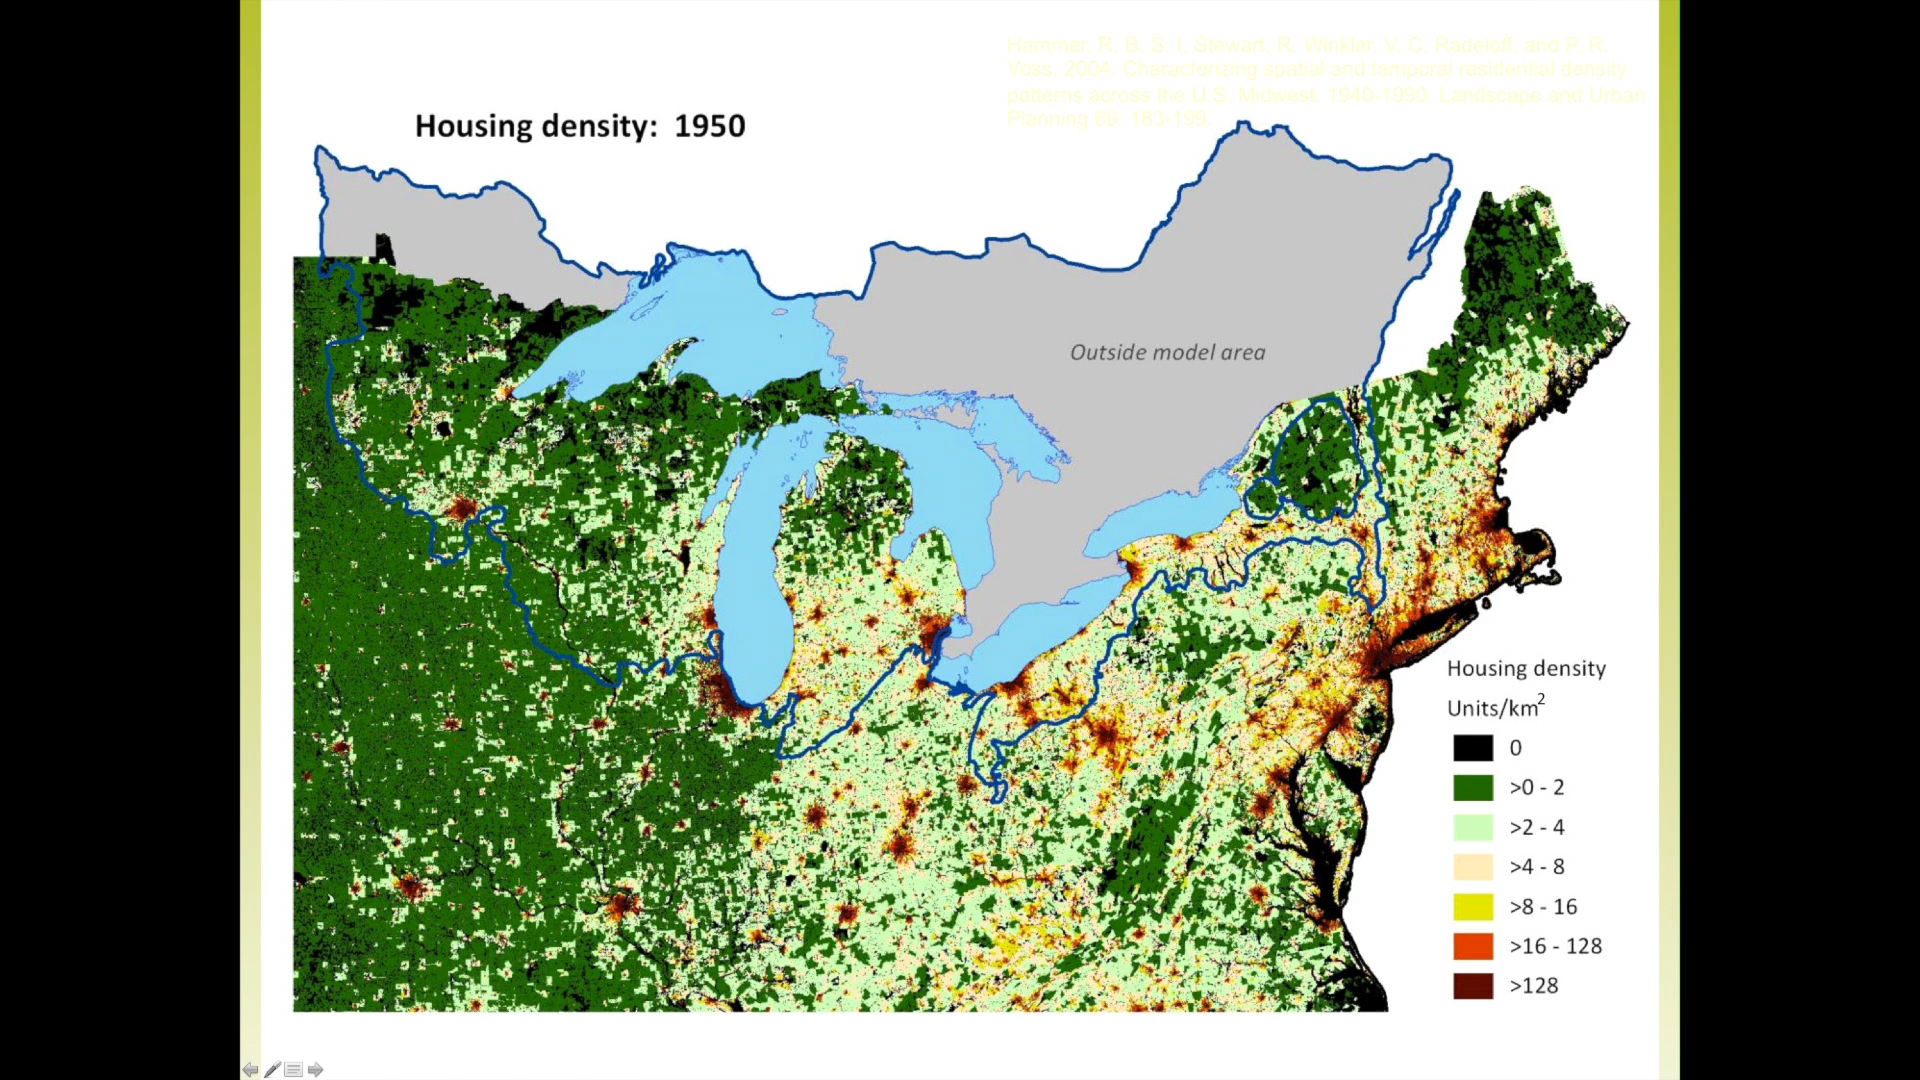 Hammer, R. B. S. I. Stewart, R. Winkler, V. C. Radeloff, and P. R.
Voss. 2004. Characterizing spatial and temporal residential density
patterns across the U.S. Midwest, 1940-1990. Landscape and Urban
Planning 69: 183-199.
Housing density: 1950
Outside model area
Housing density
Units/km²
0
>0 - 2
>2 - 4
>4 - 8
>8 - 16
>16 - 128
>128